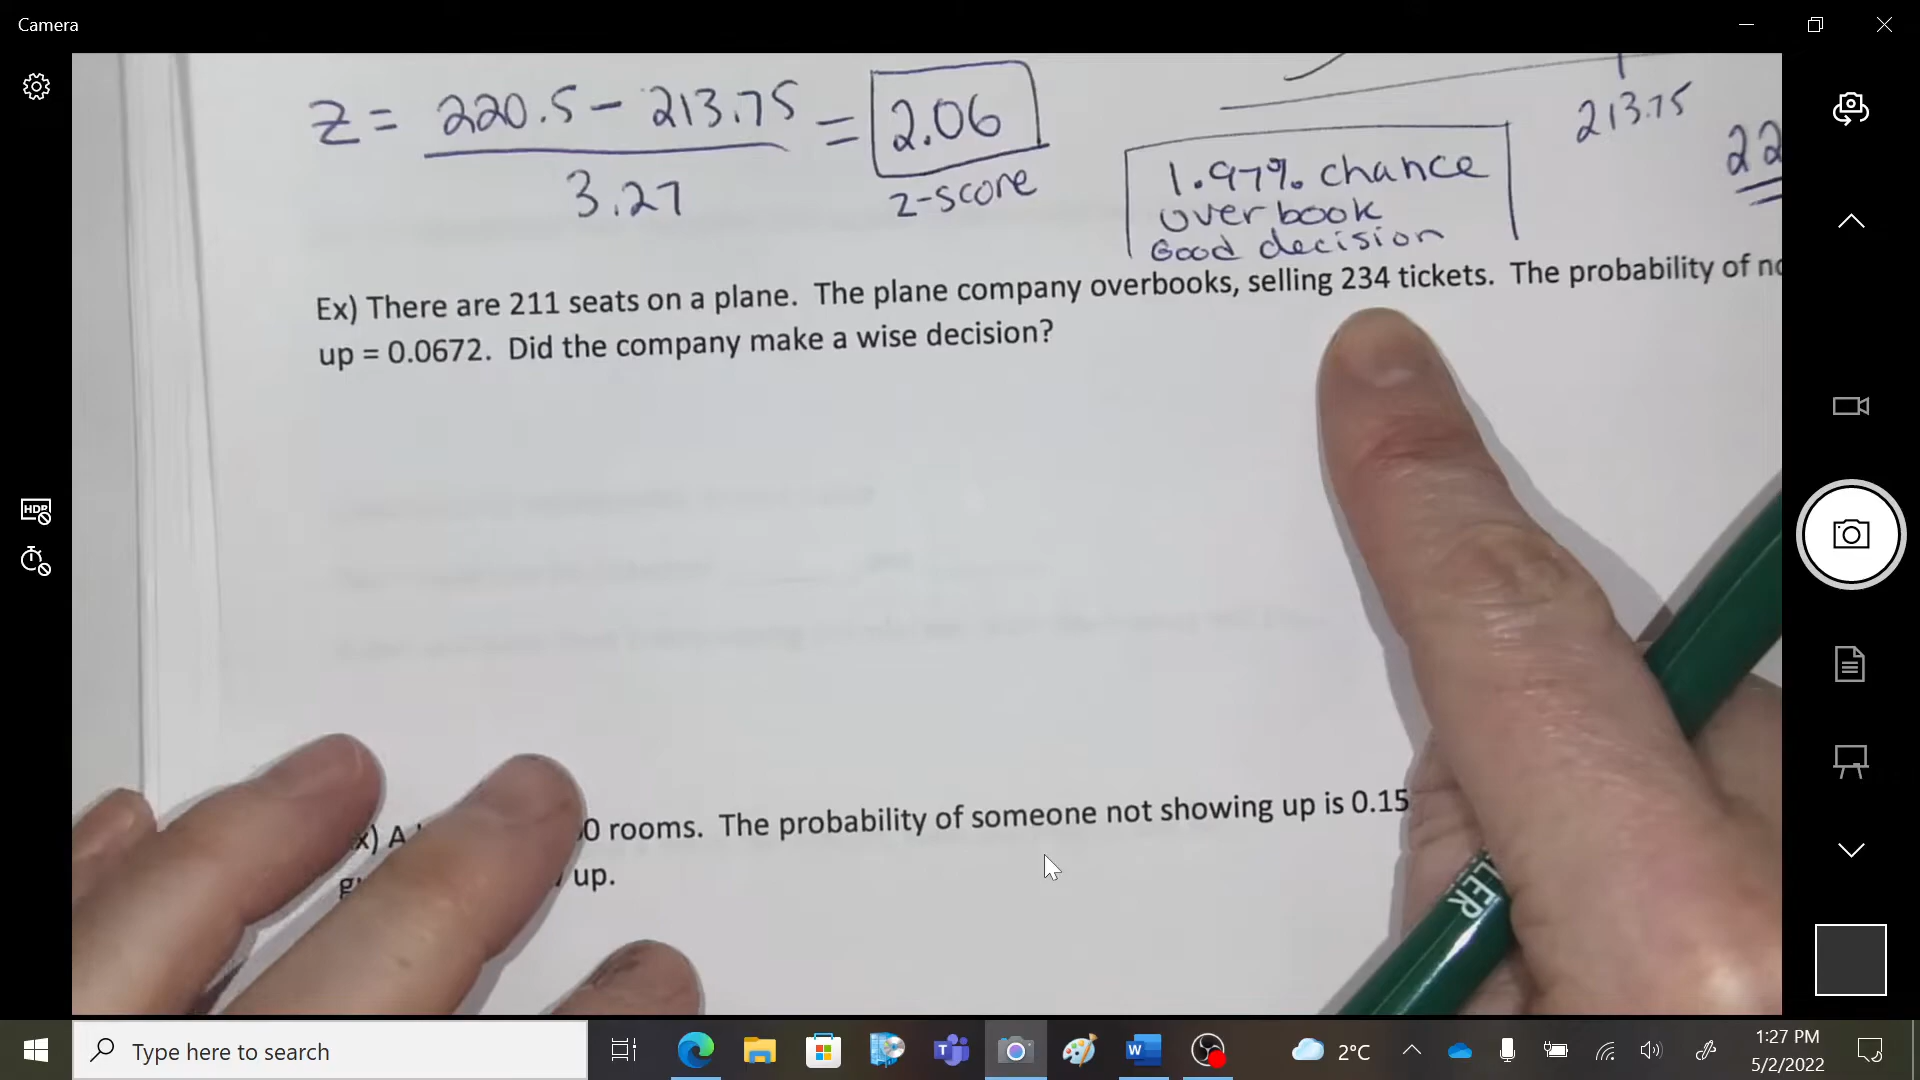 Camera
213.75
z = 220.5 - 213.75 = 2.06
3.27
z-score
1.97% chance
overbook
Good decision
22
Ex) There are 211 seats on a plane. The plane company overbooks, selling 234 tickets. The probability of
up = 0.0672. Did the company make a wise decision?
A
0 rooms. The probability of someone not showing up is 0.15
up.
LER
HDR
Type here to search
W
2°C
1:27 PM
5/2/2022